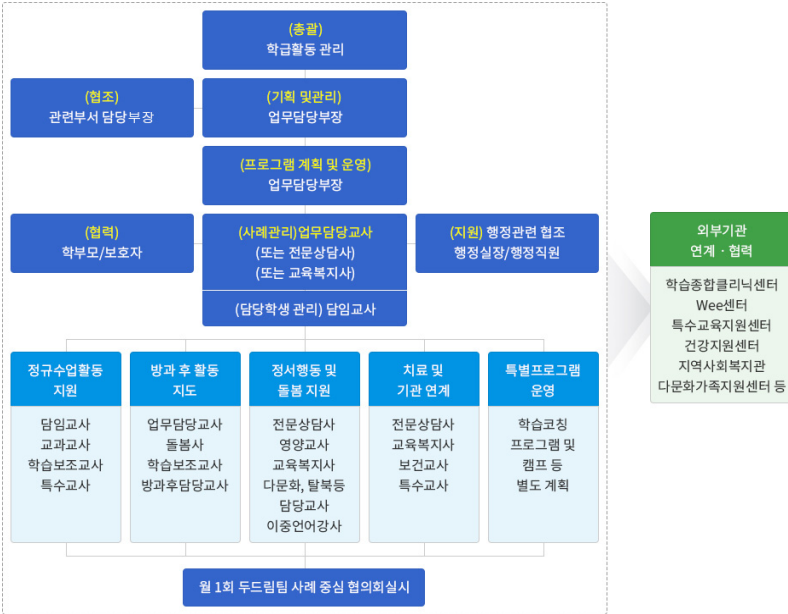 (총괄)
학급활동 관리
(협조)
관련부서 담당부장
(기획 및관리)
업무담당부장
(프로그램 계획 및 운영)
업무담당부장
(협력)
학부모/보호자
(사례관리)업무담당교사
(또는 전문상담사)
(또는 교육복지사)
(담당학생 관리) 담임교사
(지원) 행정관련 협조
행정실장/행정직원
정규수업활동
지원
담임교사
교과교사
학습보조교사
특수교사
방과 후 활동
지도
업무담당교사
돌봄사
학습보조교사
방과후담당교사
정서행동 및
돌봄 지원
전문상담사
영양교사
교육복지사
다문화, 탈북등
담당교사
이중언어강사
치료 및
기관 연계
전문상담사
교육복지사
보건교사
특수교사
특별프로그램
운영
학습코칭
프로그램 및
캠프 등
별도 계획
월 1회 두드림팀 사례 중심 협의회실시
외부기관
연계 · 협력
학습종합클리닉센터
Wee센터
특수교육지원센터
건강지원센터
지역사회복지관
다문화가족지원센터 등